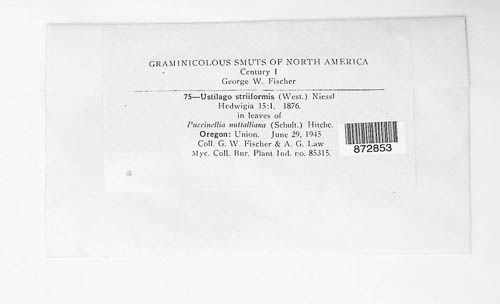 GRAMINICOLOUS SMUTS OF NORTH AMERICA
Century I
George W. Fischer
75—Ustilago striiformis (West.) Niessl
Hedwigia 15:1. 1876.
in leaves of
Puccinellia nuttalliana (Schult.) Hitchc.
Oregon: Union. June 29, 1945
Coll. G. W. Fischer & A. G. Law
Myc. Coll. Bur. Plant Ind. no. 85315.
872853